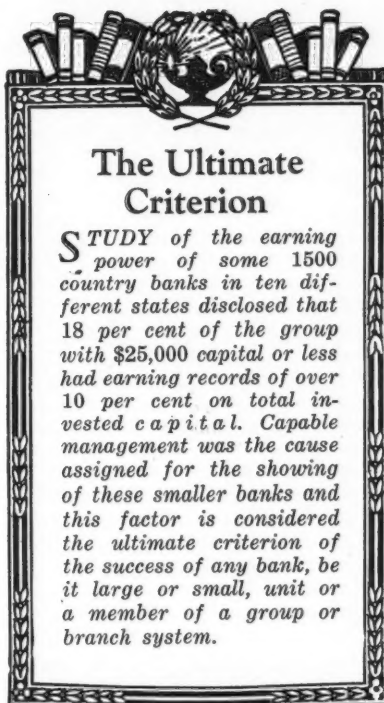 The Ultimate
Criterion
STUDY of the earning
power of some 1500
country banks in ten dif-
ferent states disclosed that
18 per cent of the group
with $25,000 capital or less
had earning records of over
10 per cent on total in-
vested capital. Capable
management was the cause
assigned for the showing
of these smaller banks and
this factor is considered
the ultimate criterion of
the success of any bank, be
it large or small, unit or
a member of a group or
branch system.